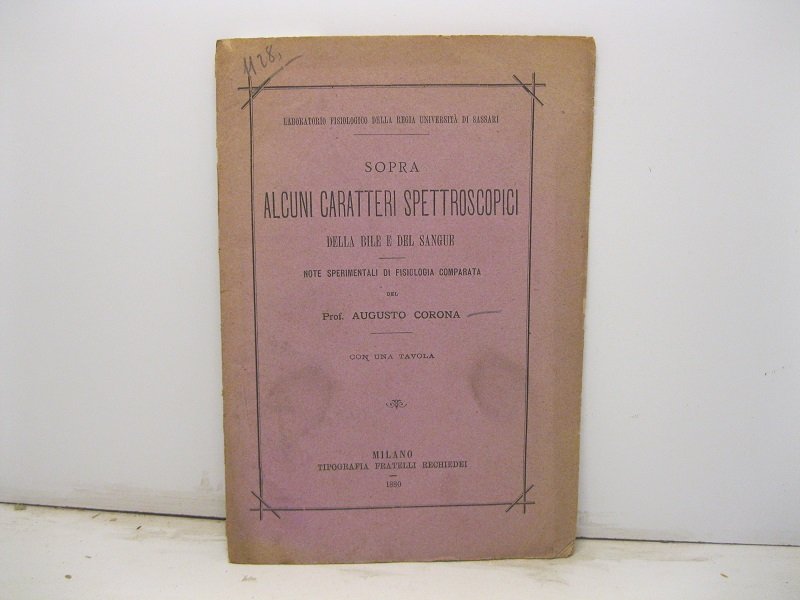 1128,
LABORATORIO FISIOLOGICO DELLA REGIA UNIVERSITÀ DI SASSARI
SOPRA
ALCUNI CARATTERI SPETTROSCOPICI
DELLA BILE E DEL SANGUE
NOTE SPERIMENTALI DI FISIOLOGIA COMPARATA
DEL
Prof. AUGUSTO CORONA
CON UNA TAVOLA
MILANO
TIPOGRAFIA FRATELLI RECHIEDEI
1880